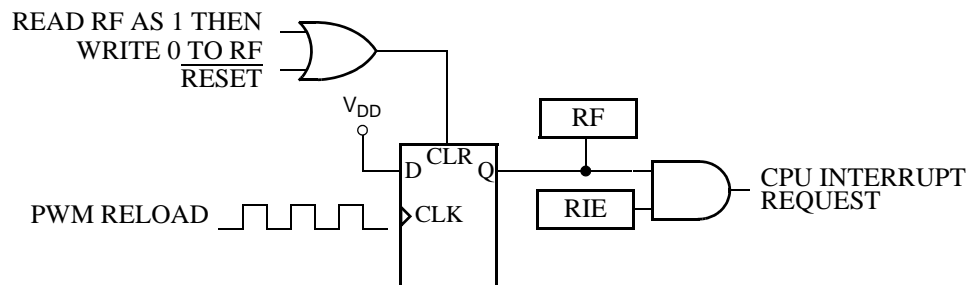 READ RF AS 1 THEN
WRITE 0 TO RF
RESET
VDD
D
CLR
Q
RF
PWM RELOAD
CLK
RIE
CPU INTERRUPT
REQUEST